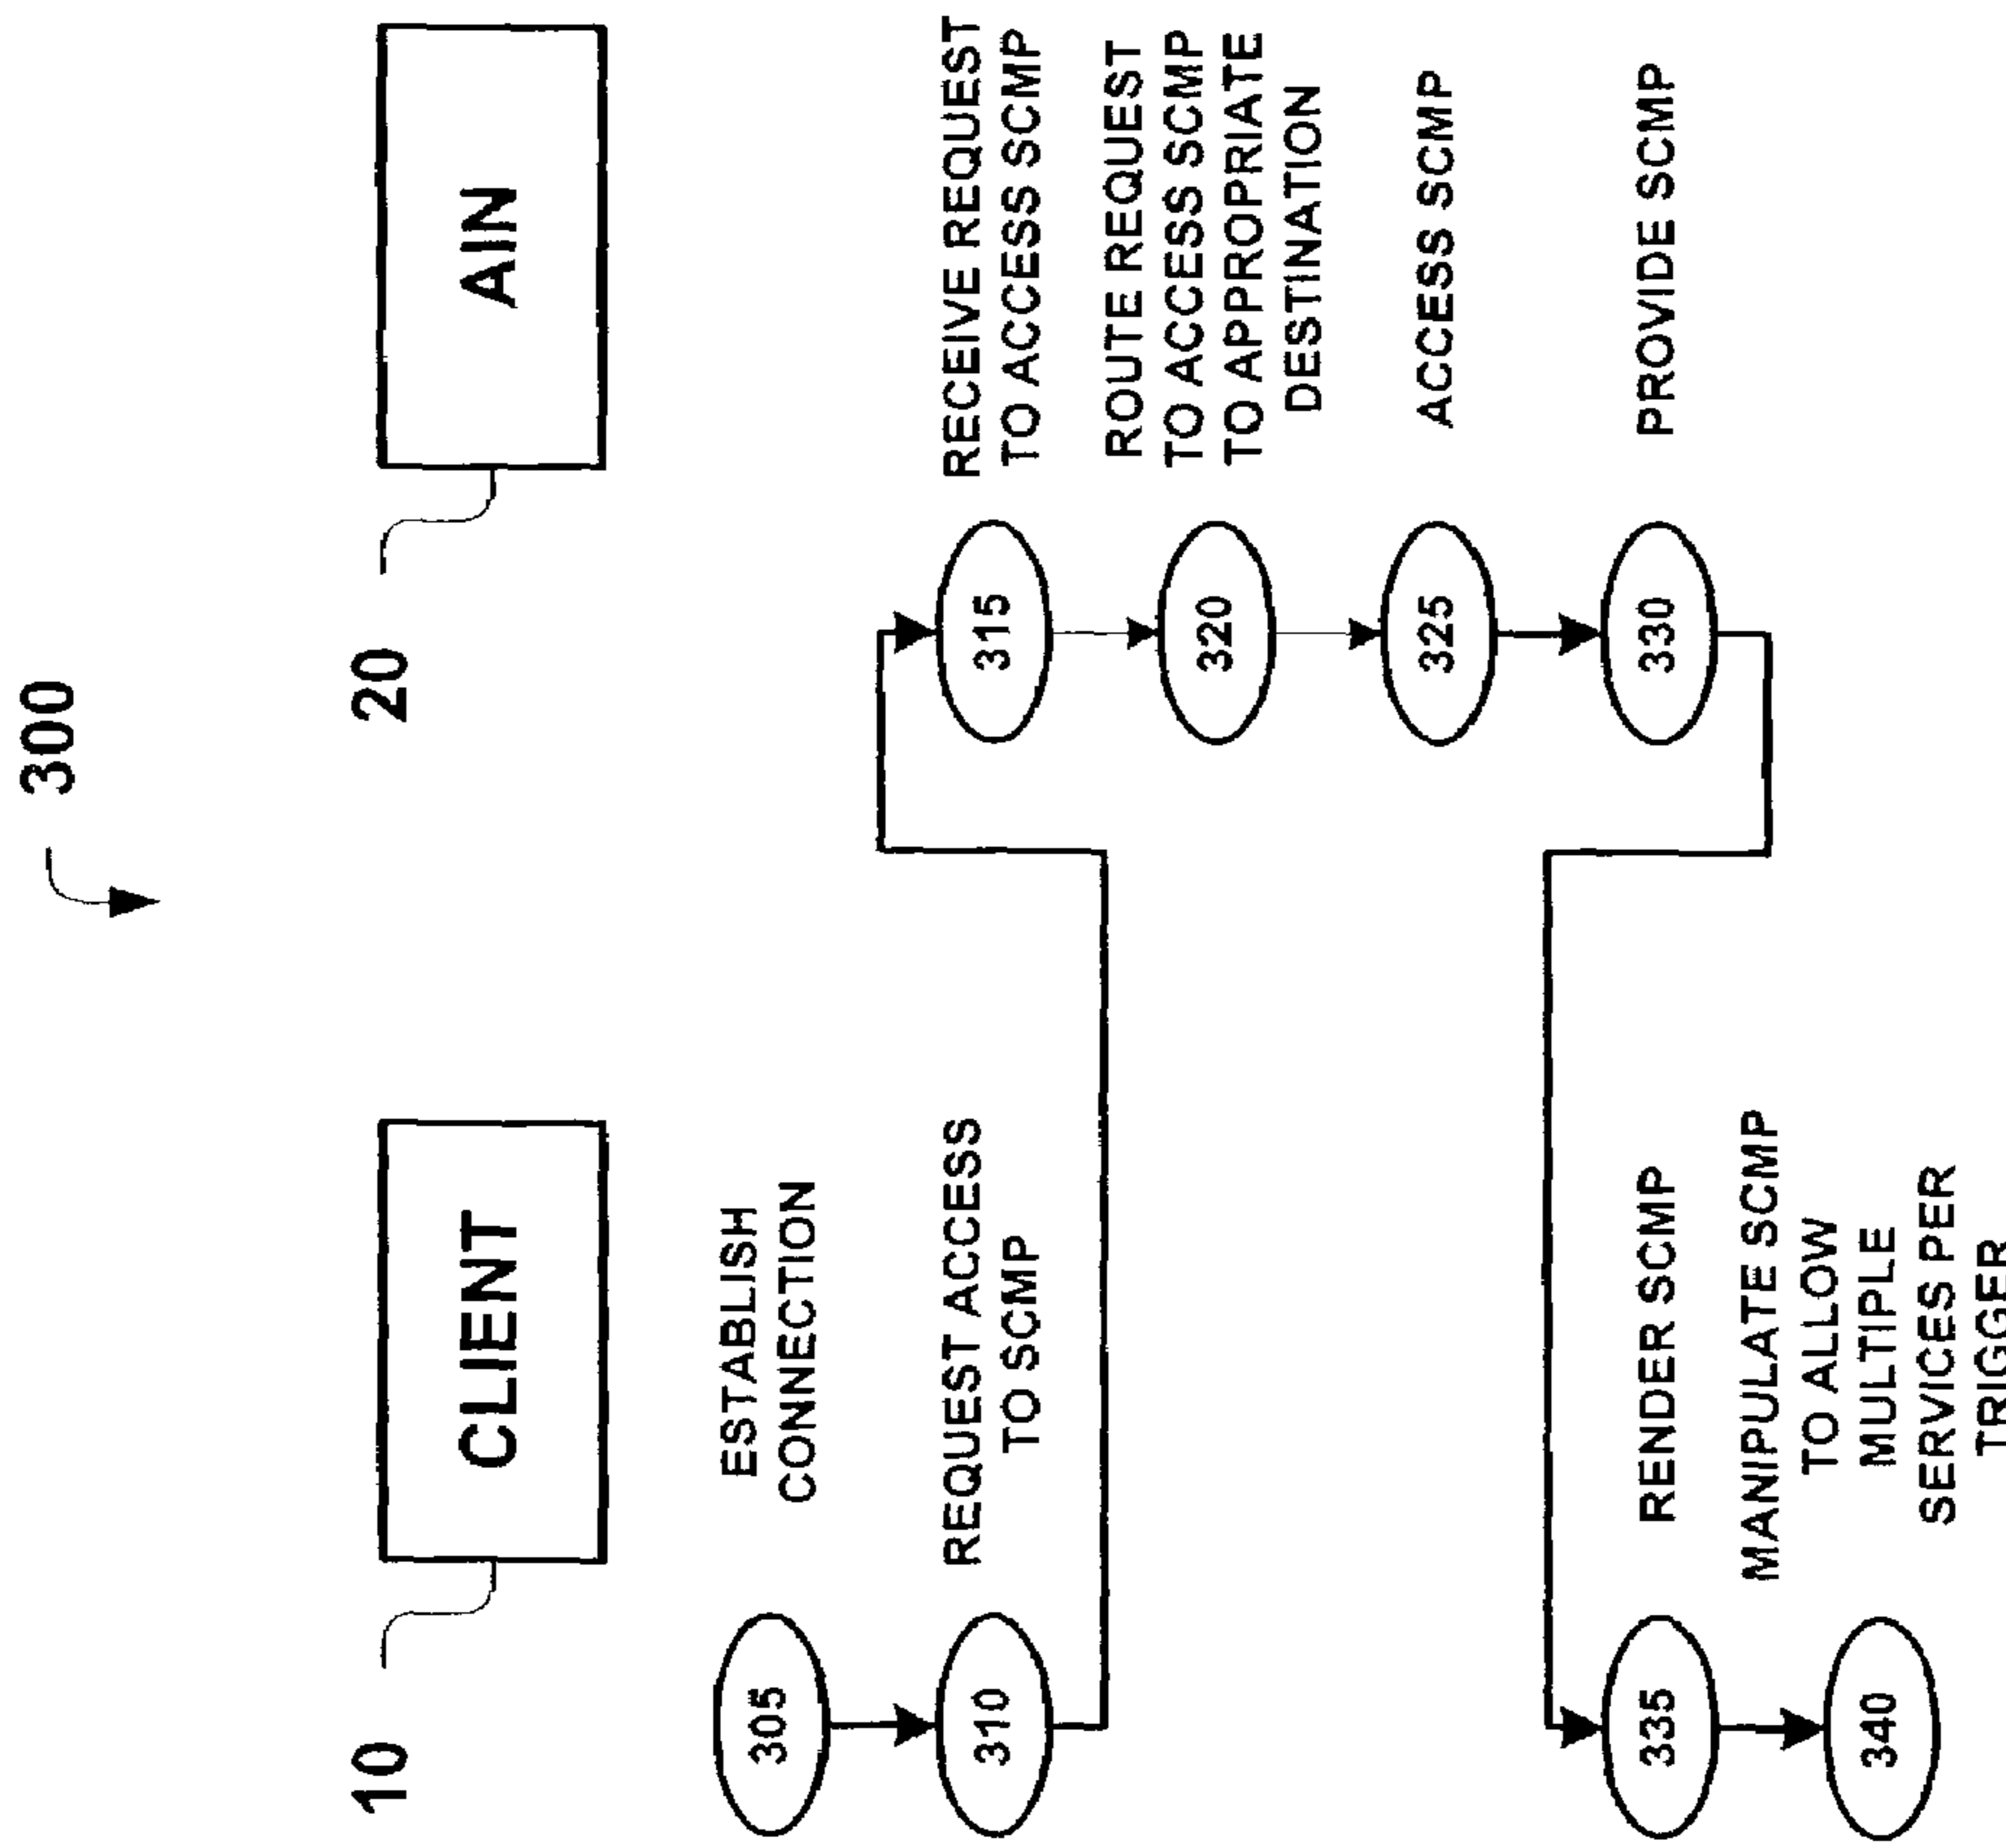 300
10
CLIENT
20
AIN
305
ESTABLISH
CONNECTION
310
REQUEST ACCESS
TO SCMP
315
RECEIVE REQUEST
TO ACCESS SCMP
320
ROUTE REQUEST
TO ACCESS SCMP
TO APPROPRIATE
DESTINATION
325
ACCESS SCMP
330
PROVIDE SCMP
335
RENDER SCMP
340
MANIPULATE SCMP
TO ALLOW
MULTIPLE
SERVICES PER
TRIGGER